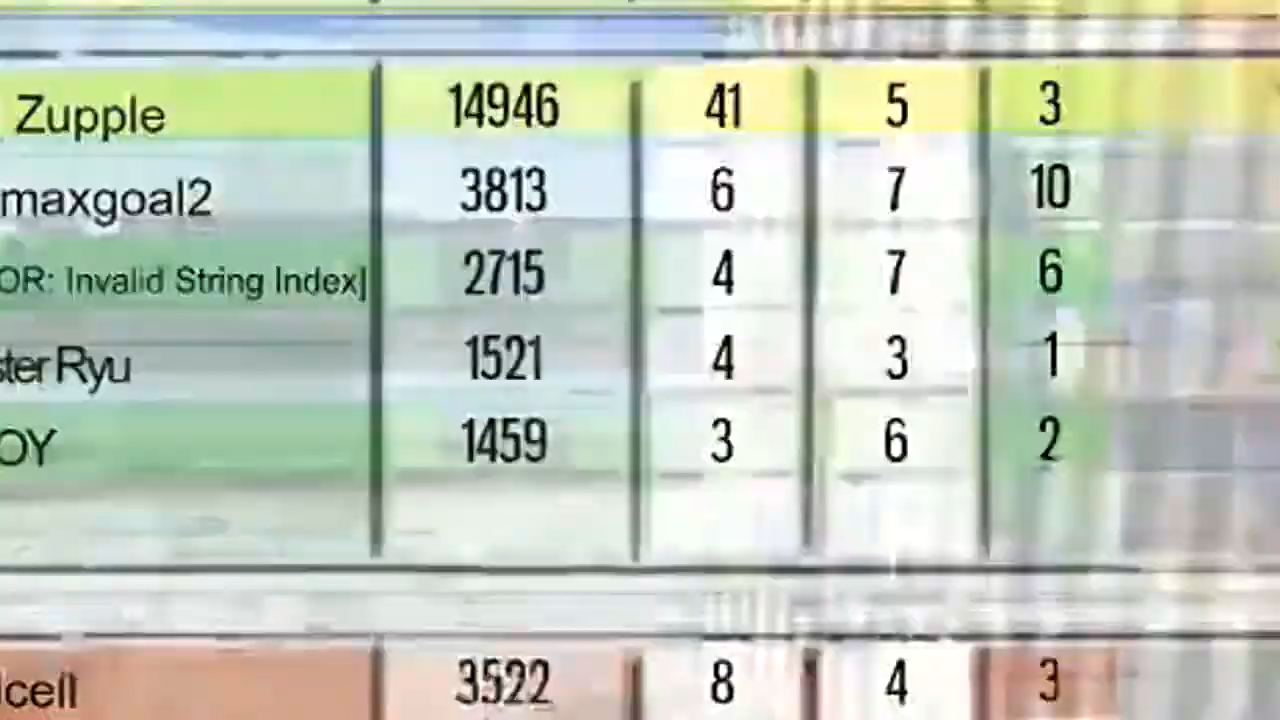 Zupple 14946 41 5 3
maxgoal2 3813 6 7 10
OR: Invalid String Index] 2715 4 7 6
ster Ryu 1521 4 3 1
OY 1459 3 6 2
cell 3522 8 4 3